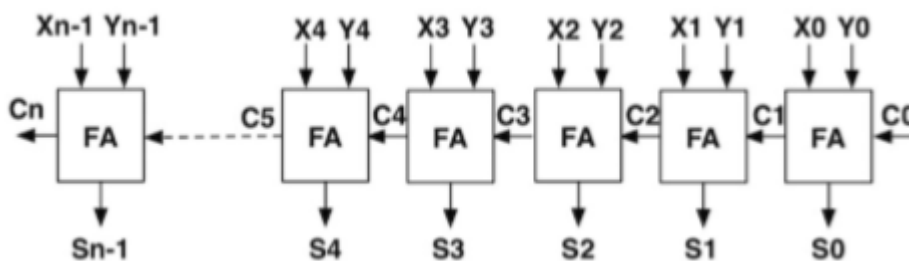 Xn-1 Yn-1 X4 Y4 X3 Y3 X2 Y2 X1 Y1 X0 Y0
Cn C5 C4 C3 C2 C1 C0
FA FA FA FA FA FA
Sn-1 S4 S3 S2 S1 S0